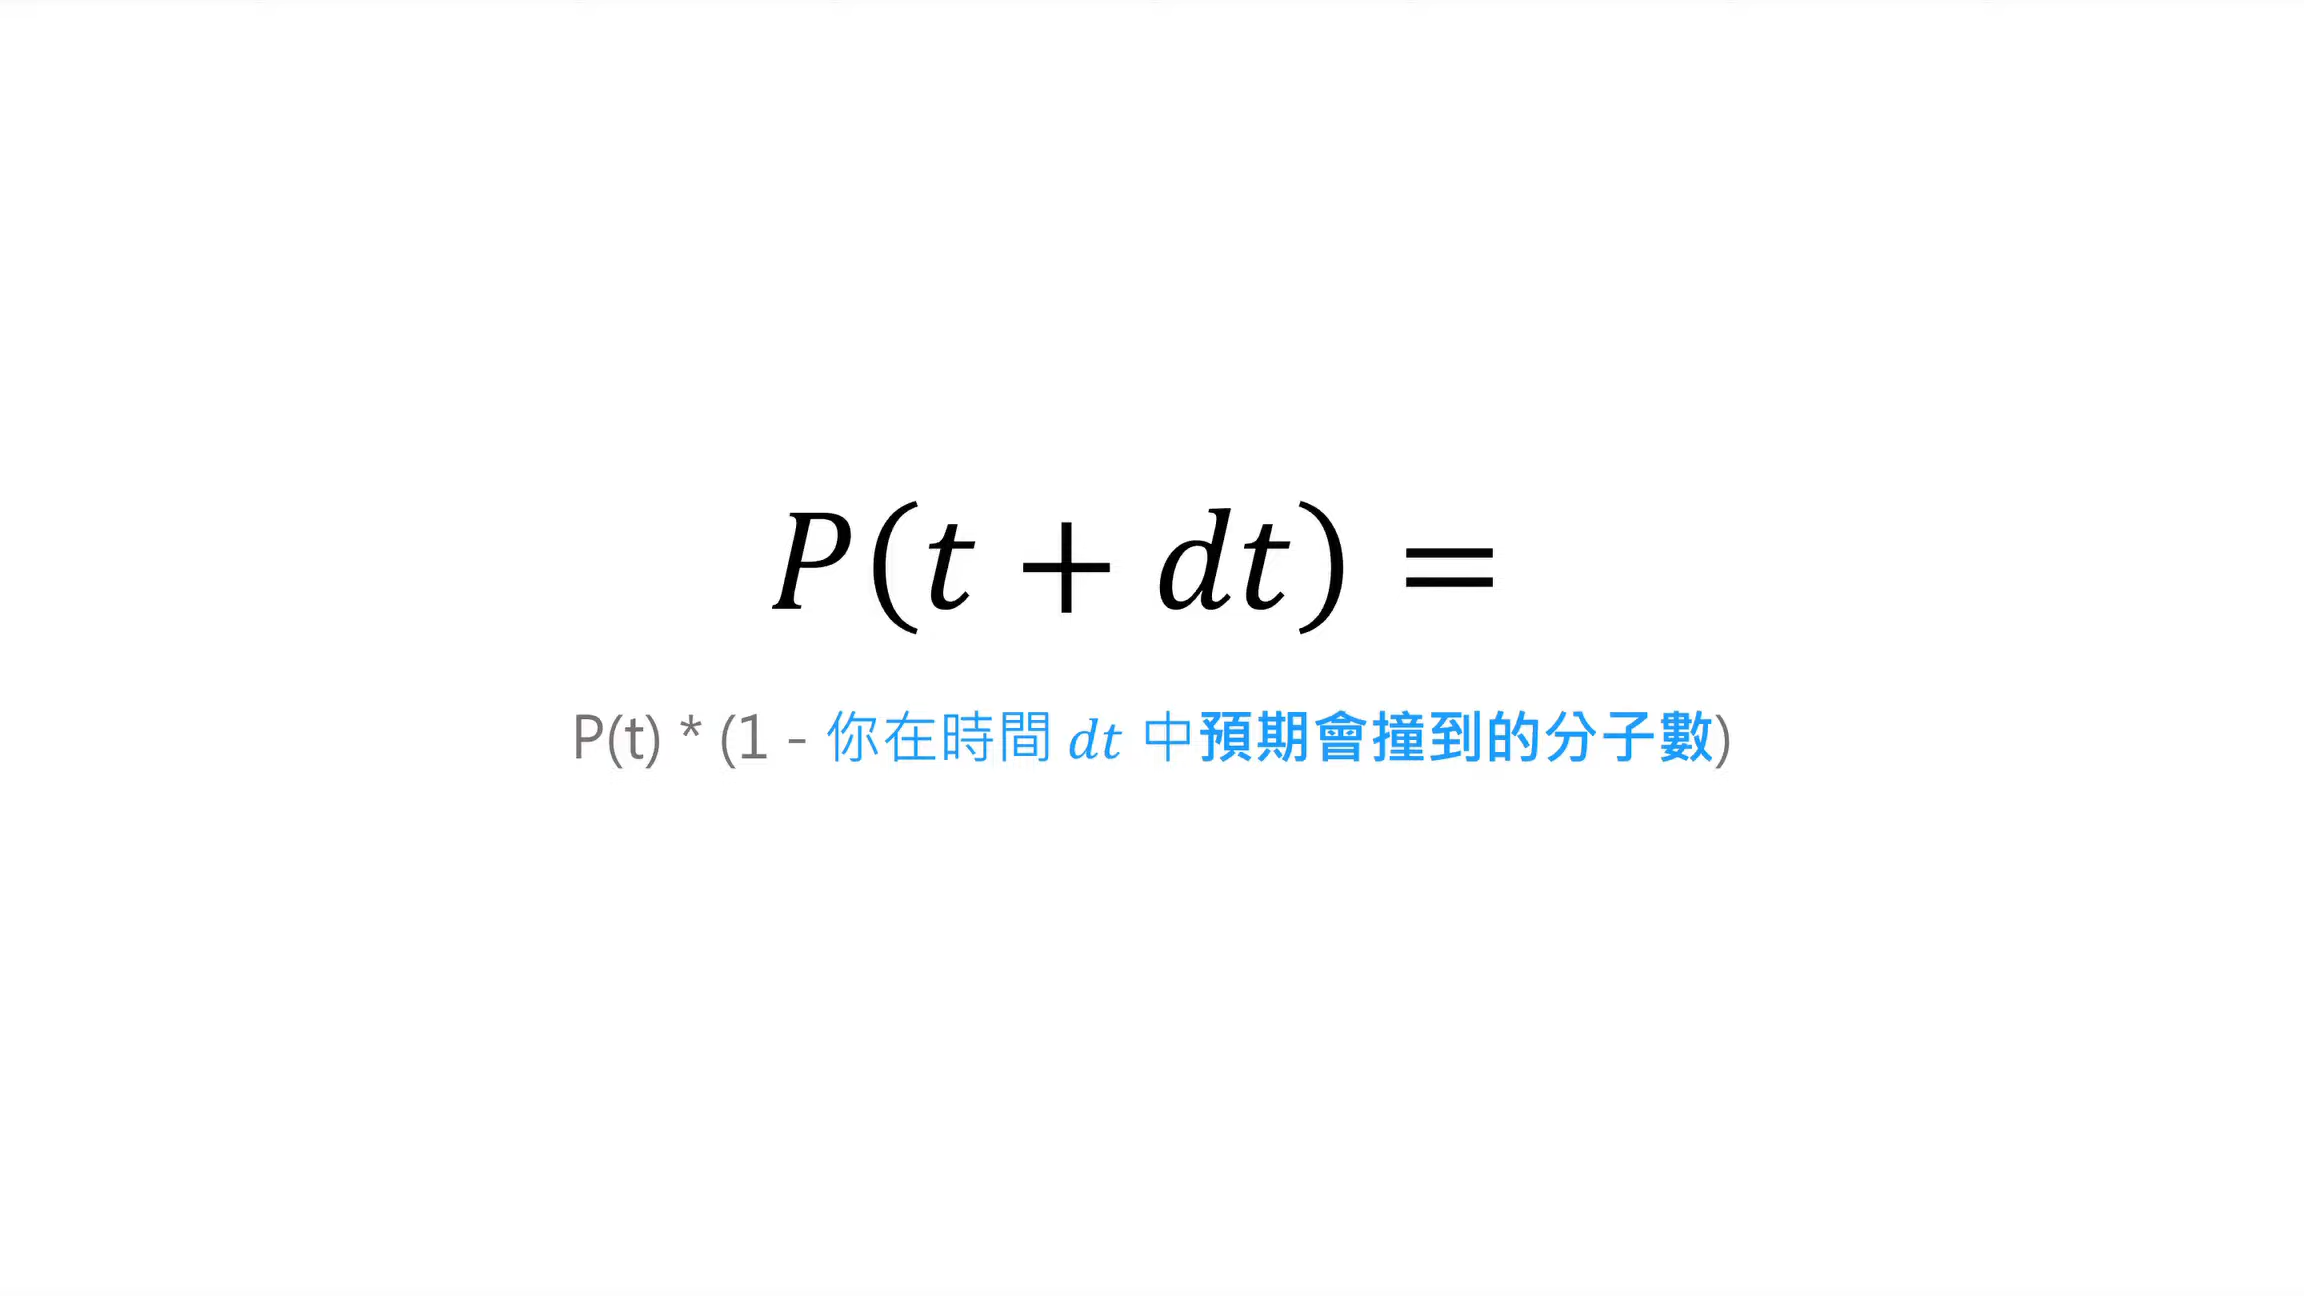 P(t + dt) =
P(t) * (1 - 你在時間 dt 中預期會撞到的分子數)